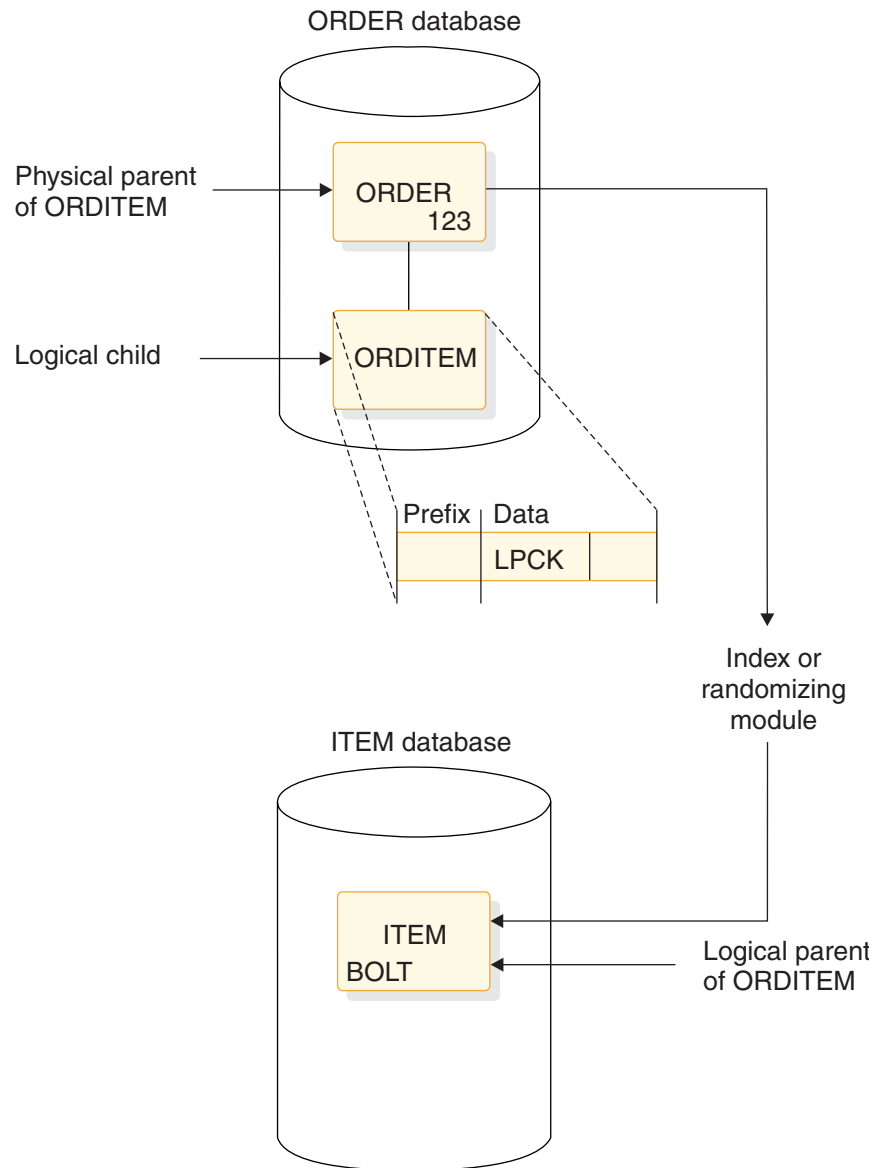 ORDER database
Physical parent
of ORDITEM
ORDER
123
Logical child
ORDITEM
Prefix Data
LPCK
Index or
randomizing
module
ITEM database
ITEM
BOLT
Logical parent
of ORDITEM